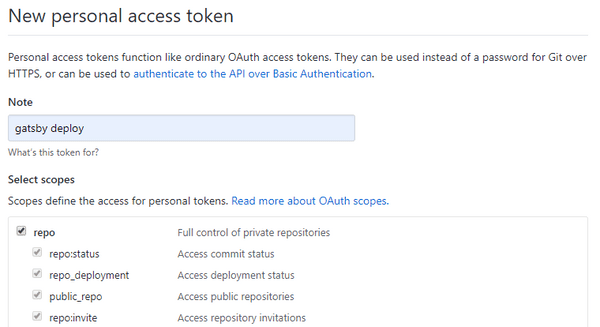 New personal access token
Personal access tokens function like ordinary OAuth access tokens. They can be used instead of a password for Git over
HTTPS, or can be used to authenticate to the API over Basic Authentication.
Note
gatsby deploy
What's this token for?
Select scopes
Scopes define the access for personal tokens. Read more about OAuth scopes.
repo Full control of private repositories
repo:status Access commit status
repo_deployment Access deployment status
public_repo Access public repositories
repo:invite Access repository invitations